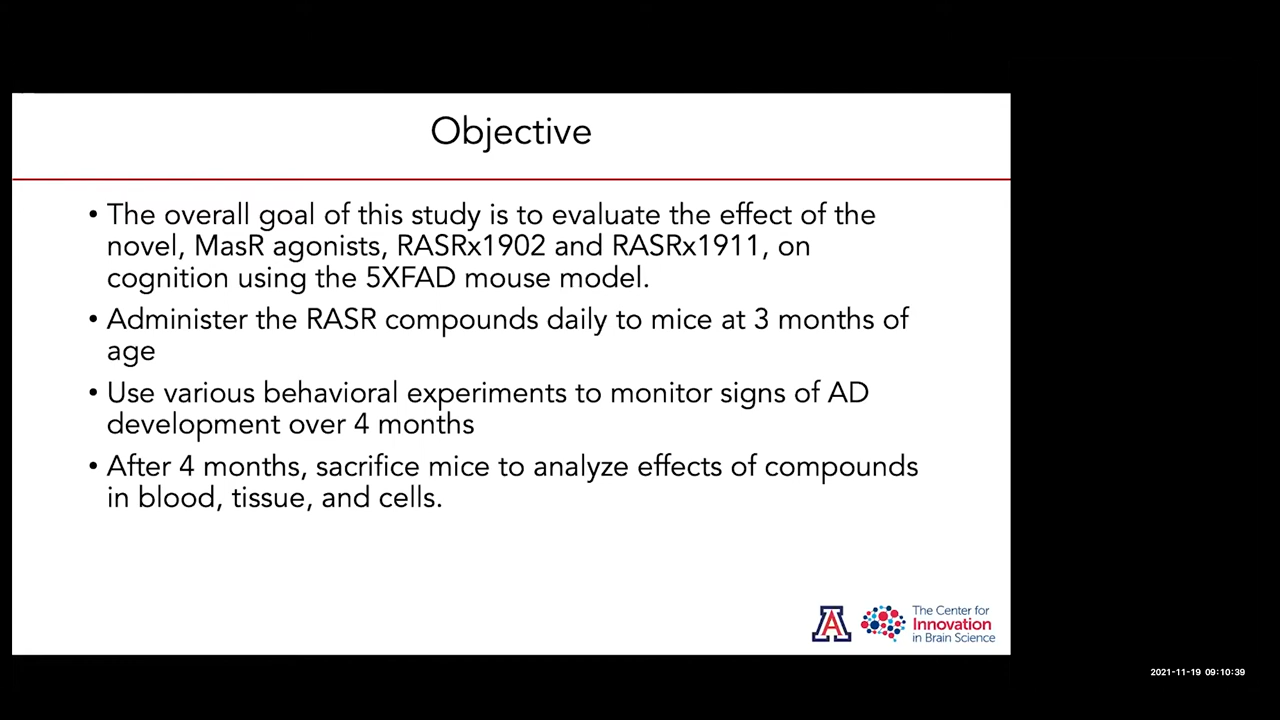 Objective
• The overall goal of this study is to evaluate the effect of the
novel, MasR agonists, RASRx1902 and RASRx1911, on
cognition using the 5XFAD mouse model.
• Administer the RASR compounds daily to mice at 3 months of
age
• Use various behavioral experiments to monitor signs of AD
development over 4 months
• After 4 months, sacrifice mice to analyze effects of compounds
in blood, tissue, and cells.
A
The Center for
Innovation
in Brain Science
2021-11-19 09:10:39